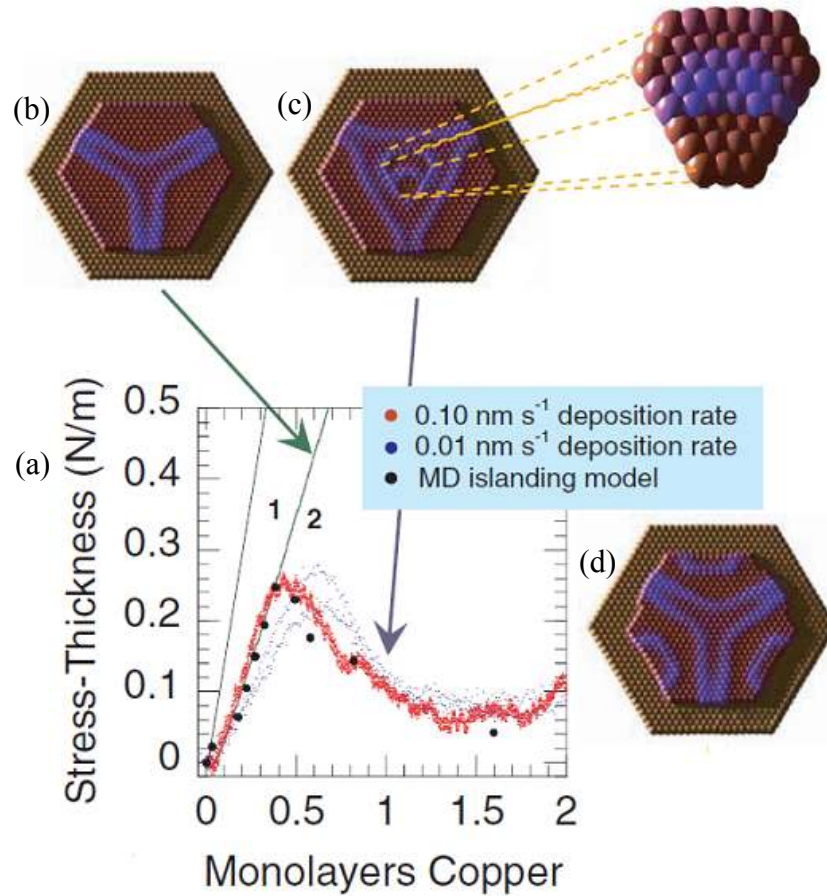 (b)
(c)
(a)
Stress-Thickness (N/m)
0.5
0.4
0.3
0.2
0.1
0
1
2
0.10 nm s⁻¹ deposition rate
0.01 nm s⁻¹ deposition rate
MD islanding model
(d)
0 0.5 1 1.5 2
Monolayers Copper